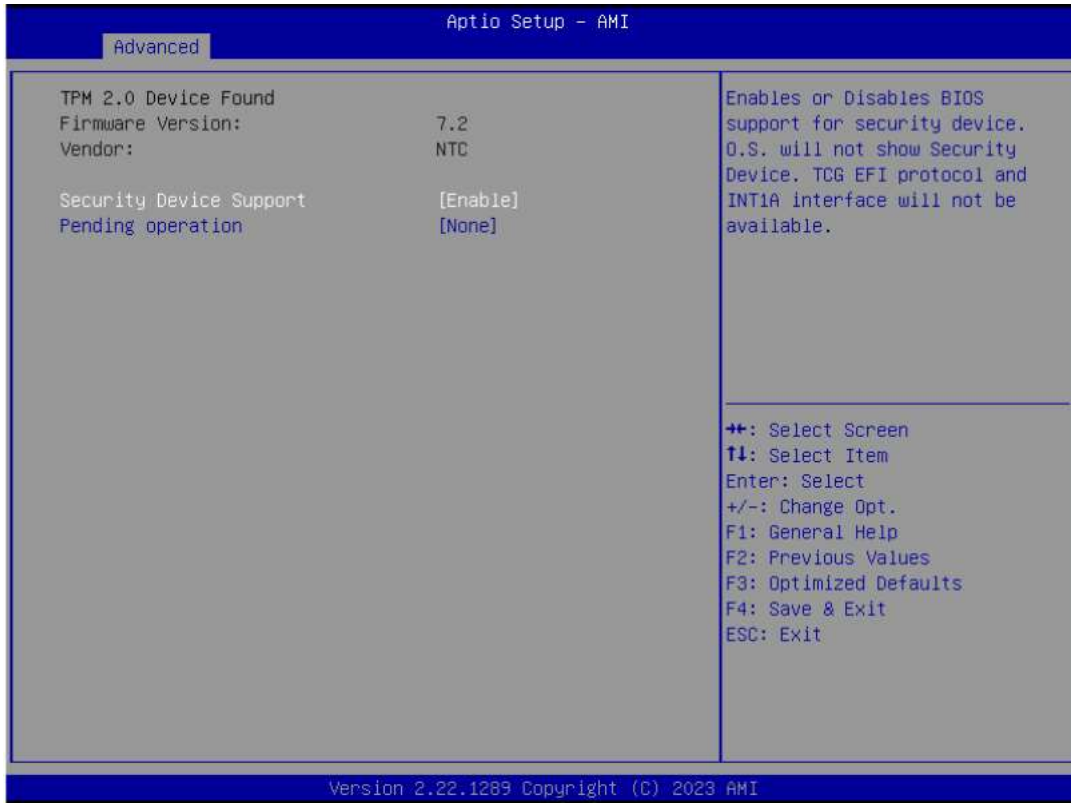 Aptio Setup – AMI
Advanced
TPM 2.0 Device Found
Firmware Version: 7.2
Vendor: NTC
Security Device Support [Enable]
Pending operation [None]
Enables or Disables BIOS
support for security device.
O.S. will not show Security
Device. TCG EFI protocol and
INT1A interface will not be
available.
→←: Select Screen
↑↓: Select Item
Enter: Select
+/-: Change Opt.
F1: General Help
F2: Previous Values
F3: Optimized Defaults
F4: Save & Exit
ESC: Exit
Version 2.22.1289 Copyright (C) 2023 AMI